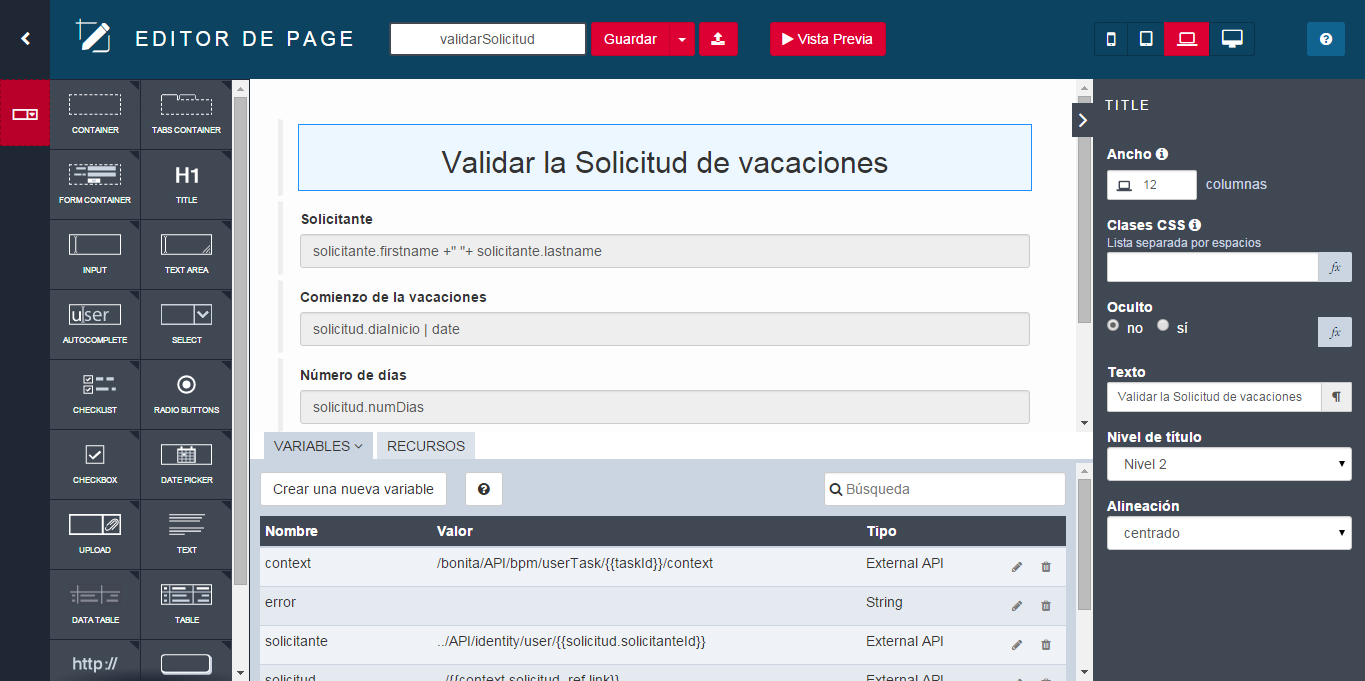 EDITOR DE PAGE
validarSolicitud
Guardar
Vista Previa
CONTAINER
TABS CONTAINER
FORM CONTAINER
H1
TITLE
INPUT
TEXT AREA
user
AUTOCOMPLETE
SELECT
CHECKLIST
RADIO BUTTONS
CHECKBOX
DATE PICKER
UPLOAD
TEXT
DATA TABLE
TABLE
http://
Validar la Solicitud de vacaciones
Solicitante
solicitante.firstname +" "+ solicitante.lastname
Comienzo de la vacaciones
solicitud.diaInicio | date
Número de días
solicitud.numDias
VARIABLES
RECURSOS
Crear una nueva variable
Búsqueda
Nombre Valor Tipo
context /bonita/API/bpm/userTask/{{taskId}}/context External API
error String
solicitante ../API/identity/user/{{solicitud.solicitanteId}} External API
solicitud ../{{context.solicitud_ref.link}} External API
TITLE
Ancho
12 columnas
Clases CSS
Lista separada por espacios
fx
Oculto
no sí
fx
Texto
Validar la Solicitud de vacaciones ¶
Nivel de título
Nivel 2
Alineación
centrado